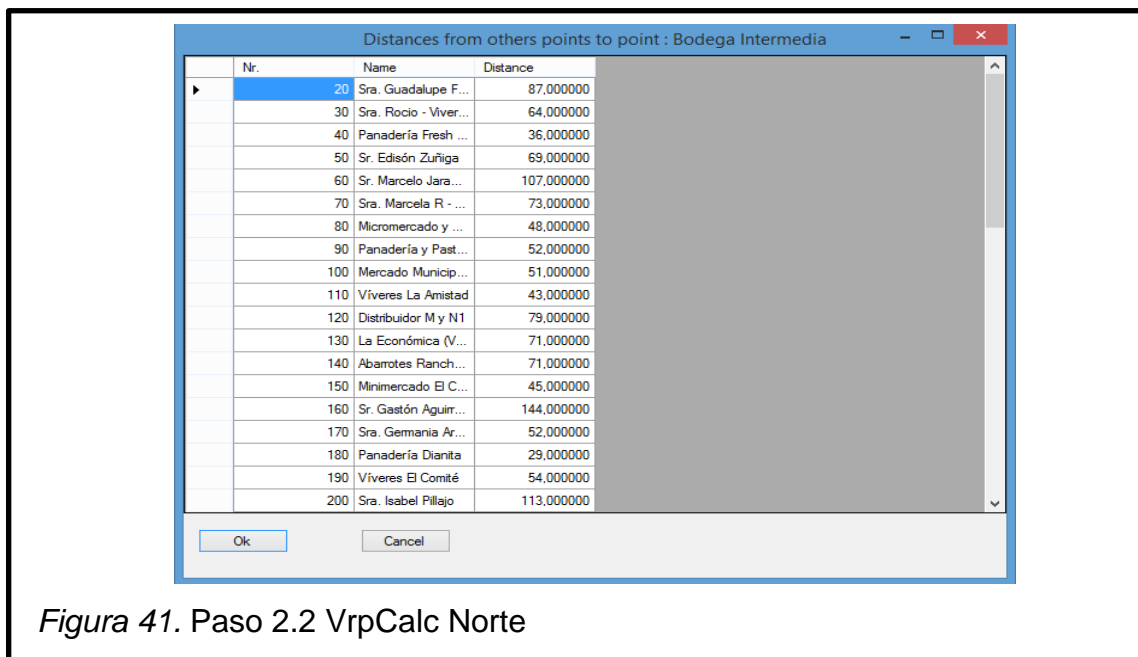 Distances from others points to point : Bodega Intermedia
Nr. Name Distance
20 Sra. Guadalupe F... 87,000000
30 Sra. Rocio - Viver... 64,000000
40 Panadería Fresh ... 36,000000
50 Sr. Edisón Zuñiga 69,000000
60 Sr. Marcelo Jara... 107,000000
70 Sra. Marcela R - ... 73,000000
80 Micromercado y ... 48,000000
90 Panadería y Past... 52,000000
100 Mercado Municip... 51,000000
110 Víveres La Amistad 43,000000
120 Distribuidor M y N1 79,000000
130 La Económica (V... 71,000000
140 Abarrotes Ranch... 71,000000
150 Minimercado El C... 45,000000
160 Sr. Gastón Aguirr... 144,000000
170 Sra. Germania Ar... 52,000000
180 Panadería Dianita 29,000000
190 Víveres El Comité 54,000000
200 Sra. Isabel Pillajo 113,000000
Ok Cancel
Figura 41. Paso 2.2 VrpCalc Norte